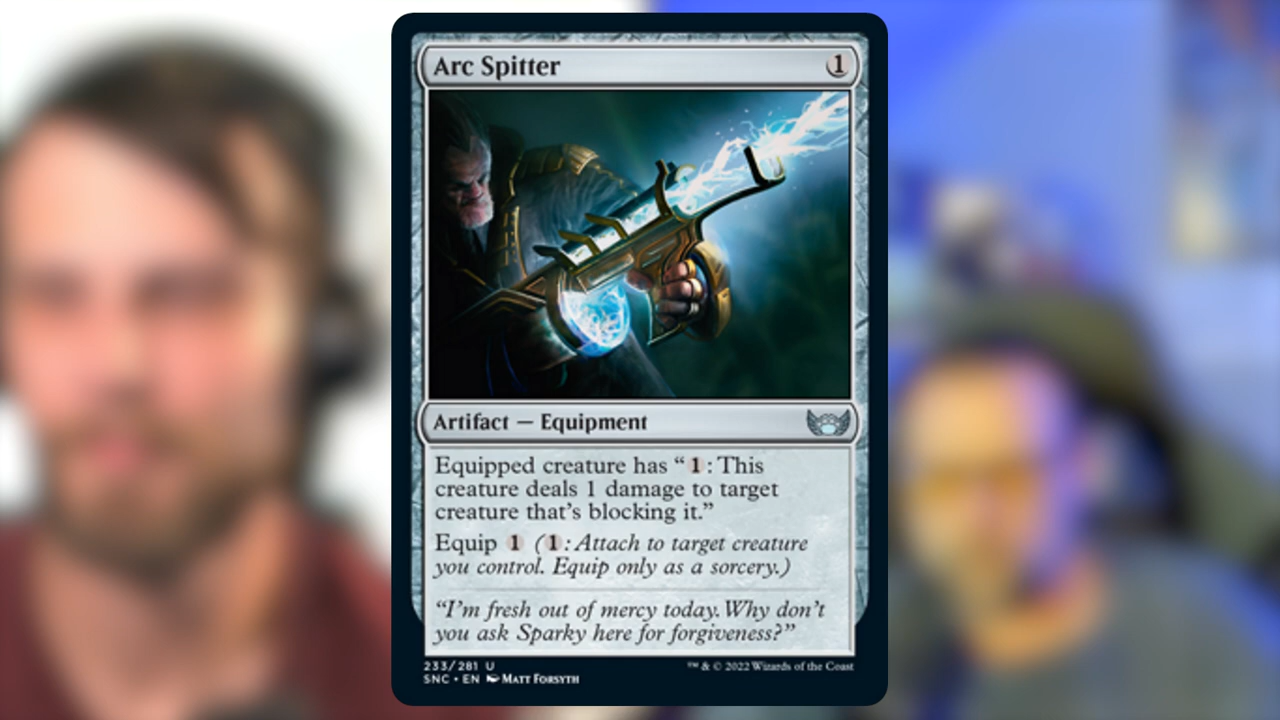 Arc Spitter 1
Artifact — Equipment
Equipped creature has “1: This
creature deals 1 damage to target
creature that’s blocking it.”
Equip 1 (1: Attach to target creature
you control. Equip only as a sorcery.)
“I’m fresh out of mercy today. Why don’t
you ask Sparky here for forgiveness?”
233/281 U ™ & © 2022 Wizards of the Coast
SNC • EN Matt Forsyth